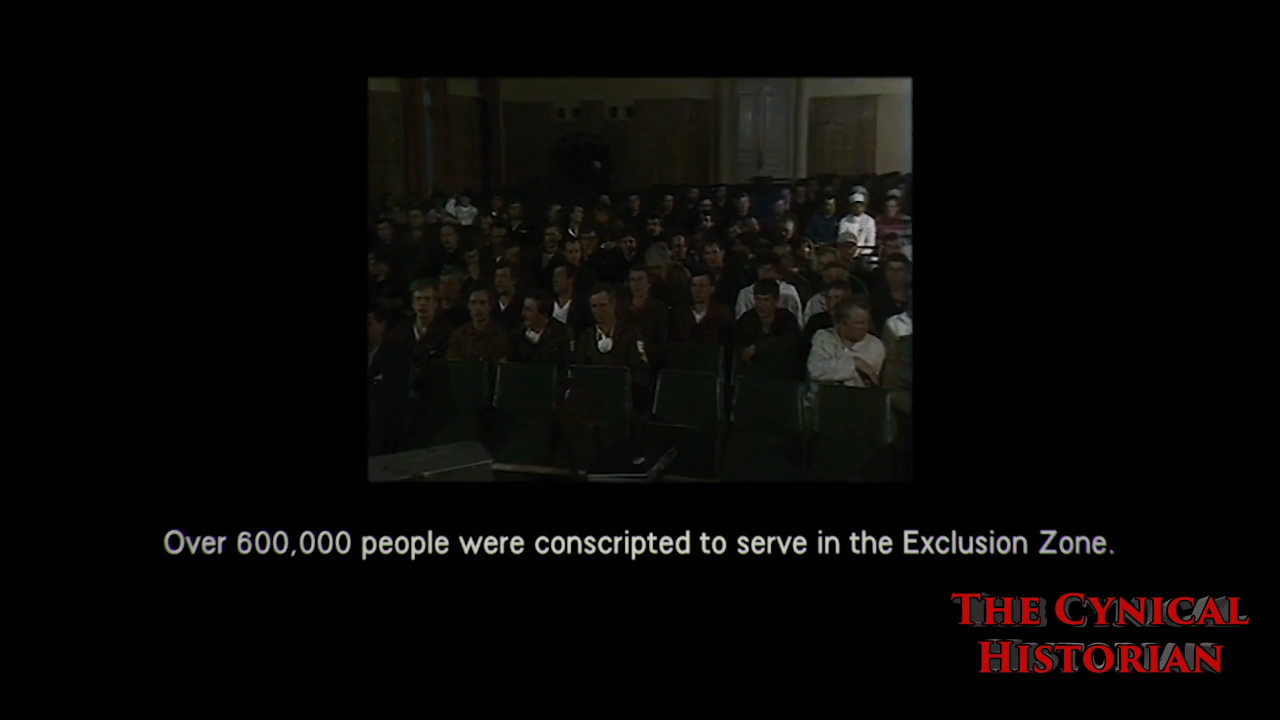 Over 600,000 people were conscripted to serve in the Exclusion Zone.
THE CYNICAL
HISTORIAN